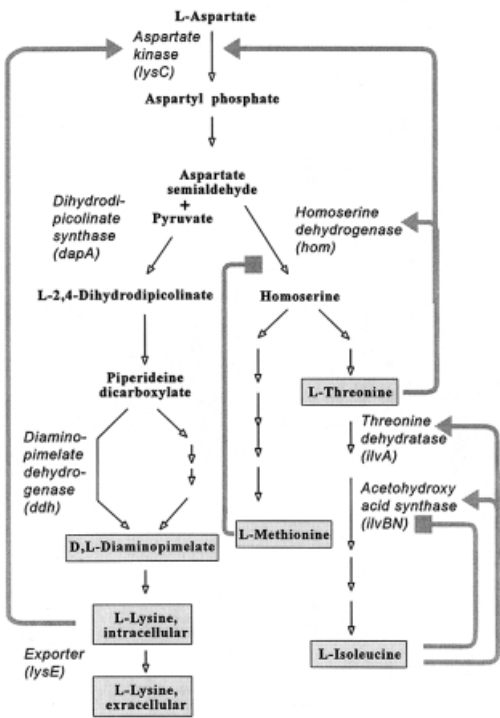 L-Aspartate
Aspartate
kinase
(lysC)
Aspartyl phosphate
Aspartate
semialdehyde
+
Pyruvate
Dihydrodi-
picolinate
synthase
(dapA)
Homoserine
dehydrogenase
(hom)
L-2,4-Dihydrodipicolinate
Homoserine
Piperideine
dicarboxylate
L-Threonine
Diamino-
pimelate
dehydro-
genase
(ddh)
Threonine
dehydratase
(ilvA)
Acetohydroxy
acid synthase
(ilvBN)
D,L-Diaminopimelate
L-Methionine
L-Lysine,
intracellular
L-Isoleucine
Exporter
(lysE)
L-Lysine,
exracellular